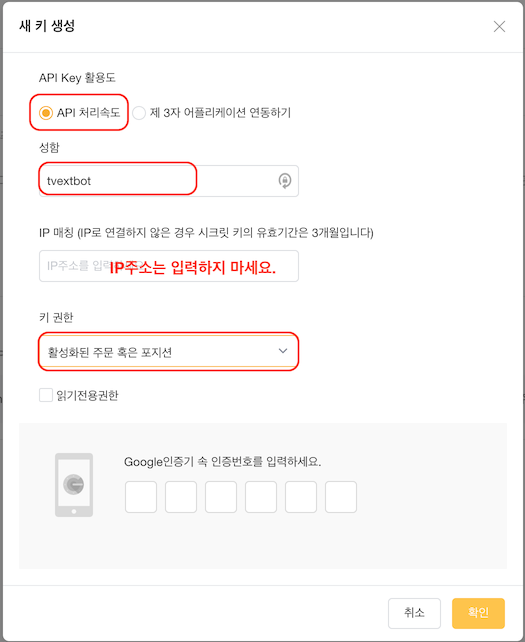 새 키 생성
API Key 활용도
API 처리속도 제 3자 어플리케이션 연동하기
성함
tvextbot
IP 매칭 (IP로 연결하지 않은 경우 시크릿 키의 유효기간은 3개월입니다)
IP주소를 입력
IP주소는 입력하지 마세요.
키 권한
활성화된 주문 혹은 포지션
읽기전용권한
Google인증기 속 인증번호를 입력하세요.
취소 확인